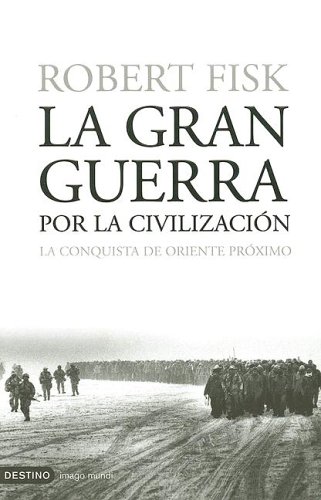 ROBERT FISK
LA GRAN
GUERRA
POR LA CIVILIZACIÓN
LA CONQUISTA DE ORIENTE PRÓXIMO
DESTINO imago mundi